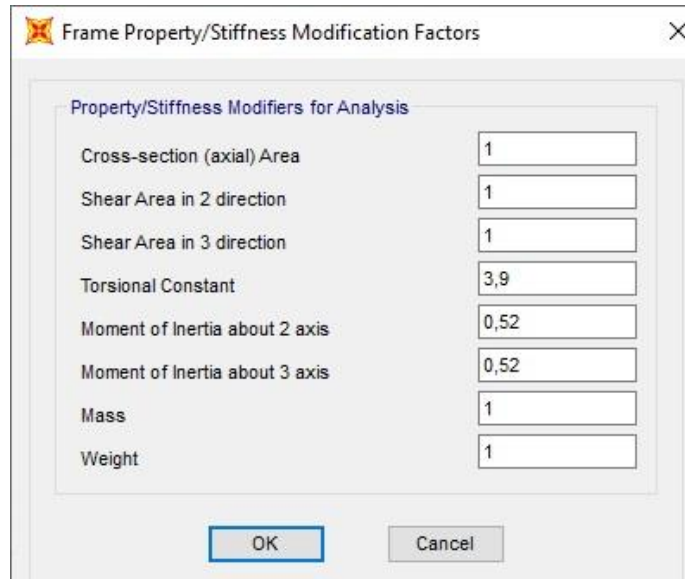 Frame Property/Stiffness Modification Factors
Property/Stiffness Modifiers for Analysis
Cross-section (axial) Area 1
Shear Area in 2 direction 1
Shear Area in 3 direction 1
Torsional Constant 3,9
Moment of Inertia about 2 axis 0,52
Moment of Inertia about 3 axis 0,52
Mass 1
Weight 1
OK Cancel